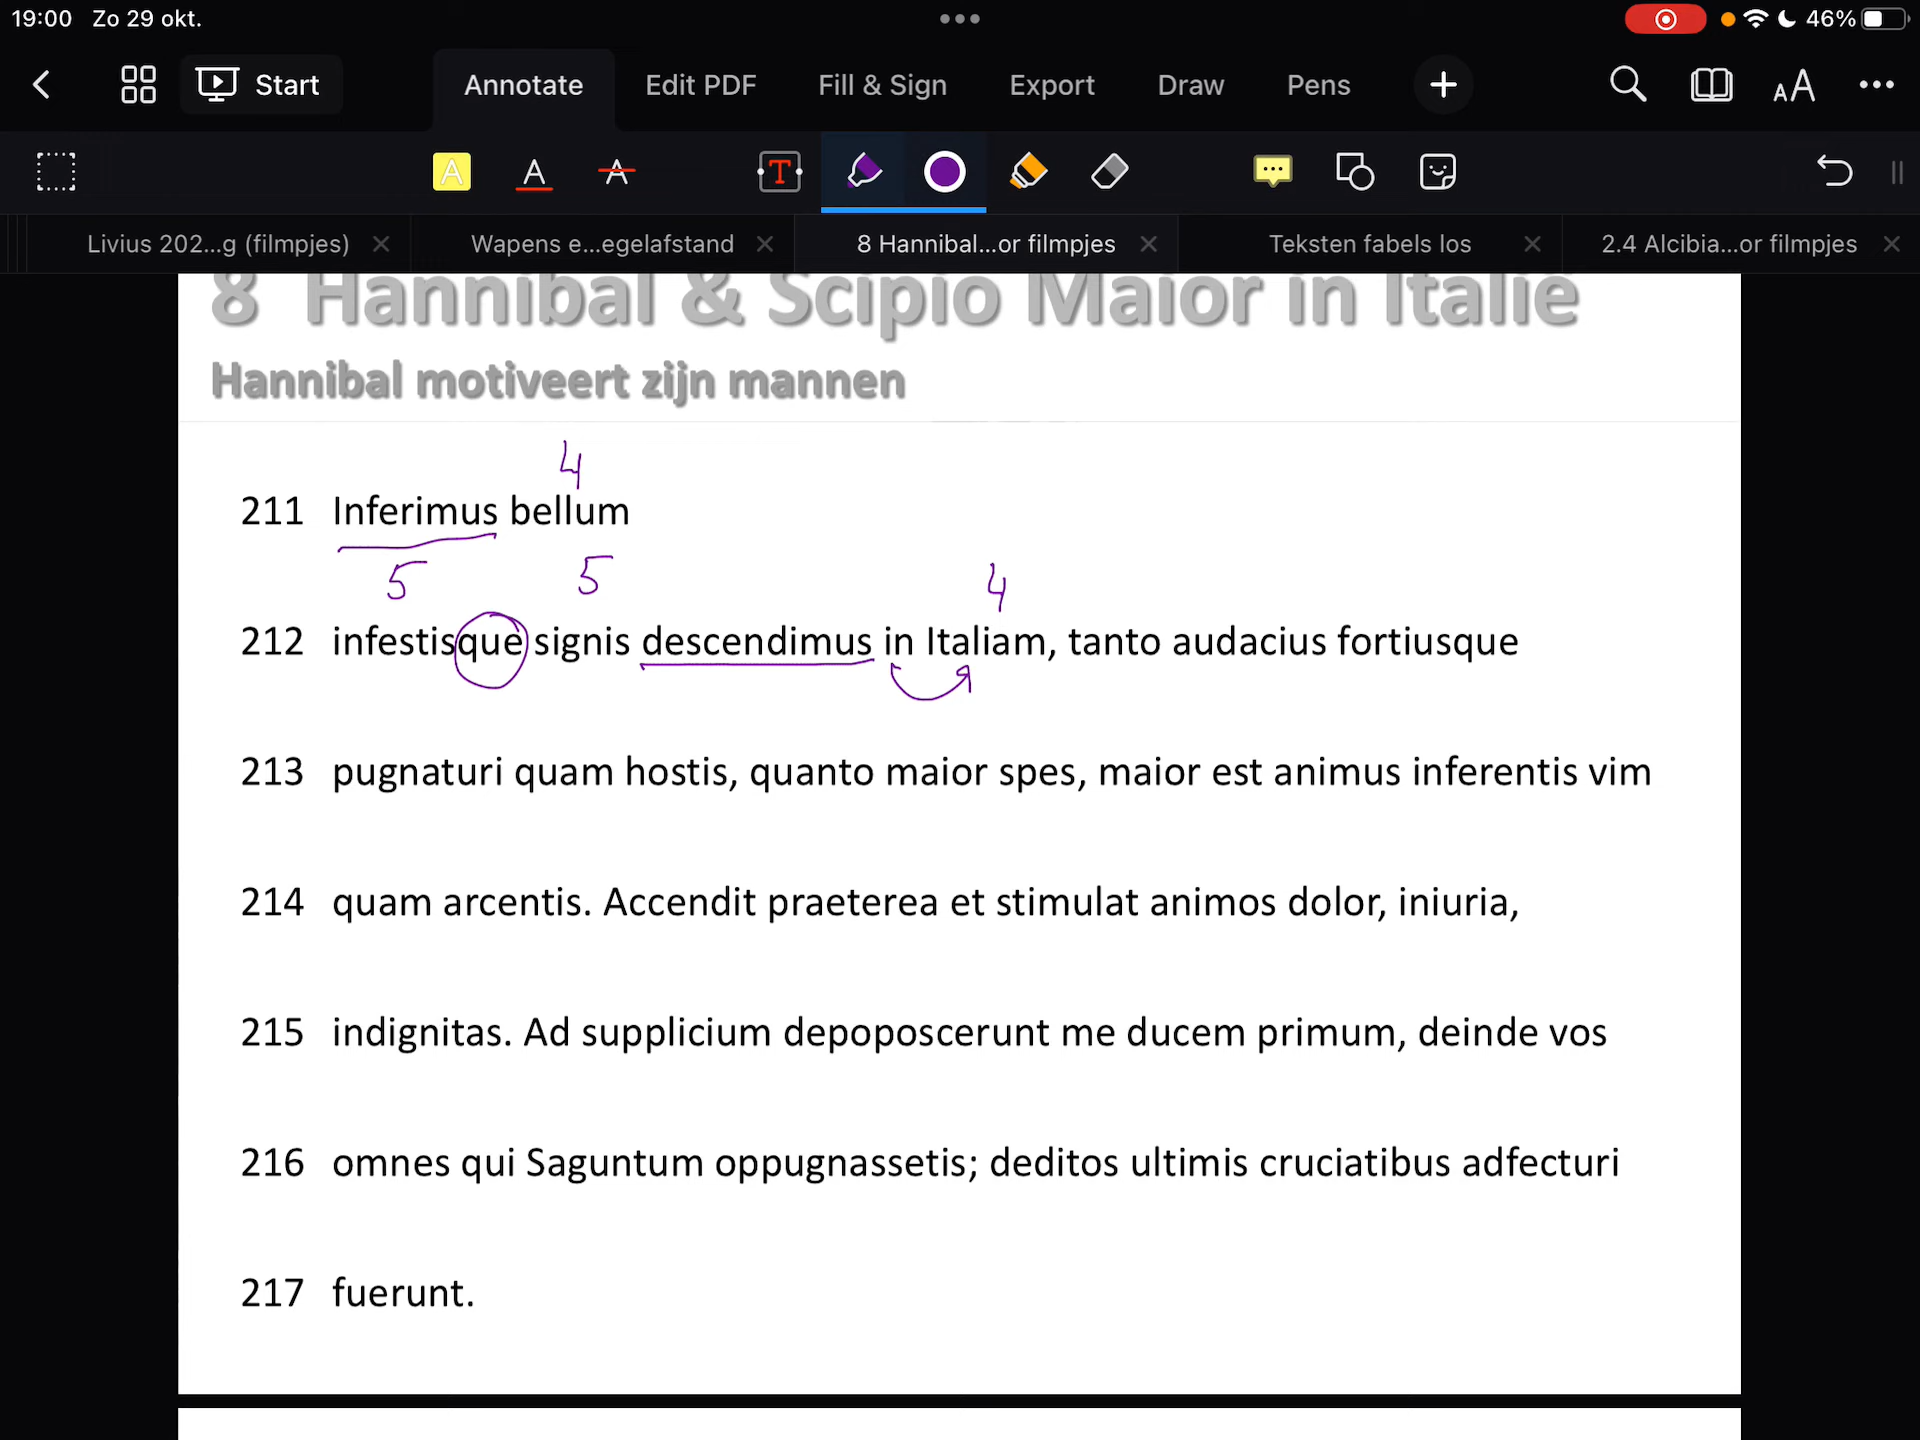 19:00 Zo 29 okt. 46%
Start Annotate Edit PDF Fill & Sign Export Draw Pens
Livius 202...g (filmpjes) Wapens e...egelafstand 8 Hannibal...or filmpjes Teksten fabels los 2.4 Alcibia...or filmpjes
8 Hannibal & Scipio Maior in Italië
Hannibal motiveert zijn mannen
4
211 Inferimus bellum
5 5 4
212 infestisque signis descendimus in Italiam, tanto audacius fortiusque
213 pugnaturi quam hostis, quanto maior spes, maior est animus inferentis vim
214 quam arcentis. Accendit praeterea et stimulat animos dolor, iniuria,
215 indignitas. Ad supplicium depoposcerunt me ducem primum, deinde vos
216 omnes qui Saguntum oppugnassetis; deditos ultimis cruciatibus adfecturi
217 fuerunt.